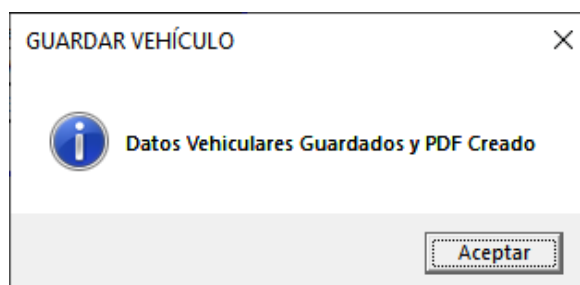 GUARDAR VEHÍCULO
Datos Vehiculares Guardados y PDF Creado
Aceptar